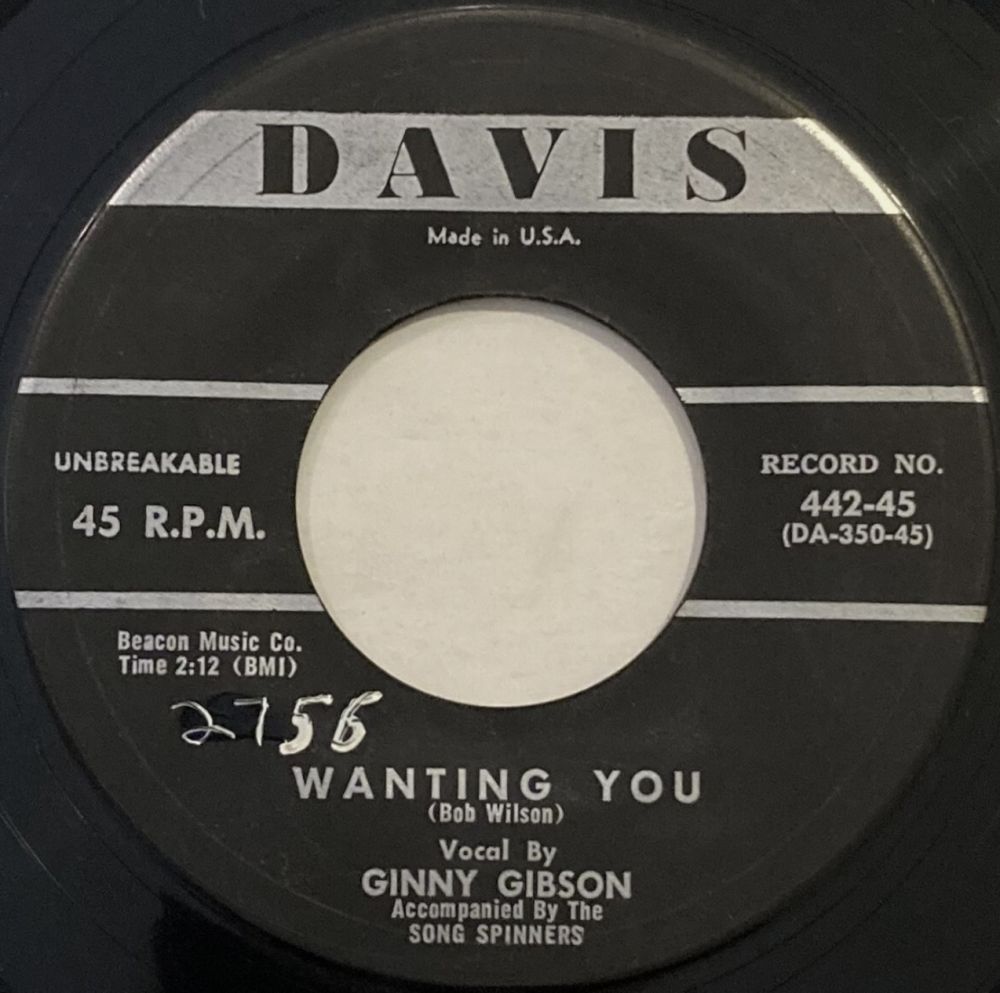 DAVIS
Made in U.S.A.
UNBREAKABLE
45 R.P.M.
RECORD NO.
442-45
(DA-350-45)
Beacon Music Co.
Time 2:12 (BMI)
2756
WANTING YOU
(Bob Wilson)
Vocal By
GINNY GIBSON
Accompanied By The
SONG SPINNERS